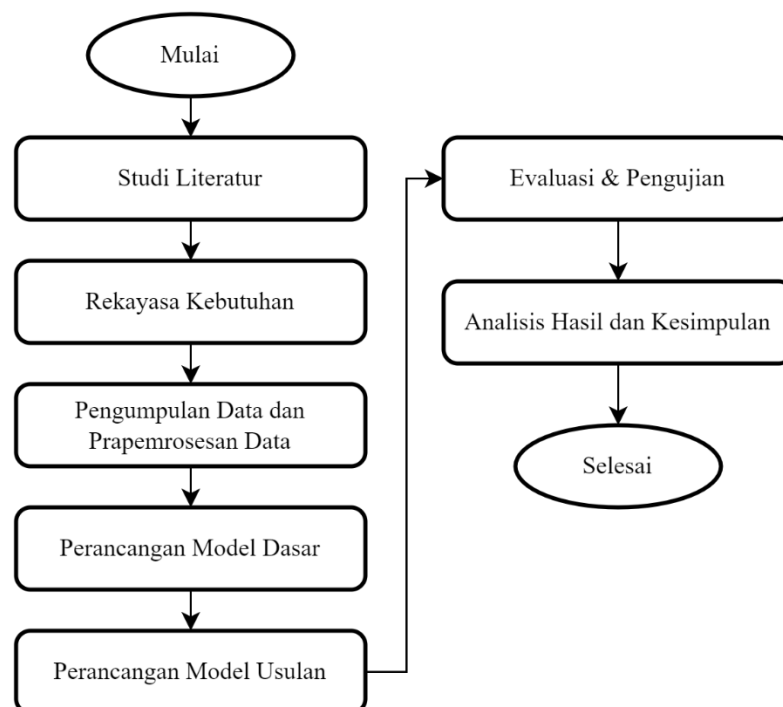 Mulai
Studi Literatur
Rekayasa Kebutuhan
Pengumpulan Data dan
Prapemrosesan Data
Perancangan Model Dasar
Perancangan Model Usulan
Evaluasi & Pengujian
Analisis Hasil dan Kesimpulan
Selesai